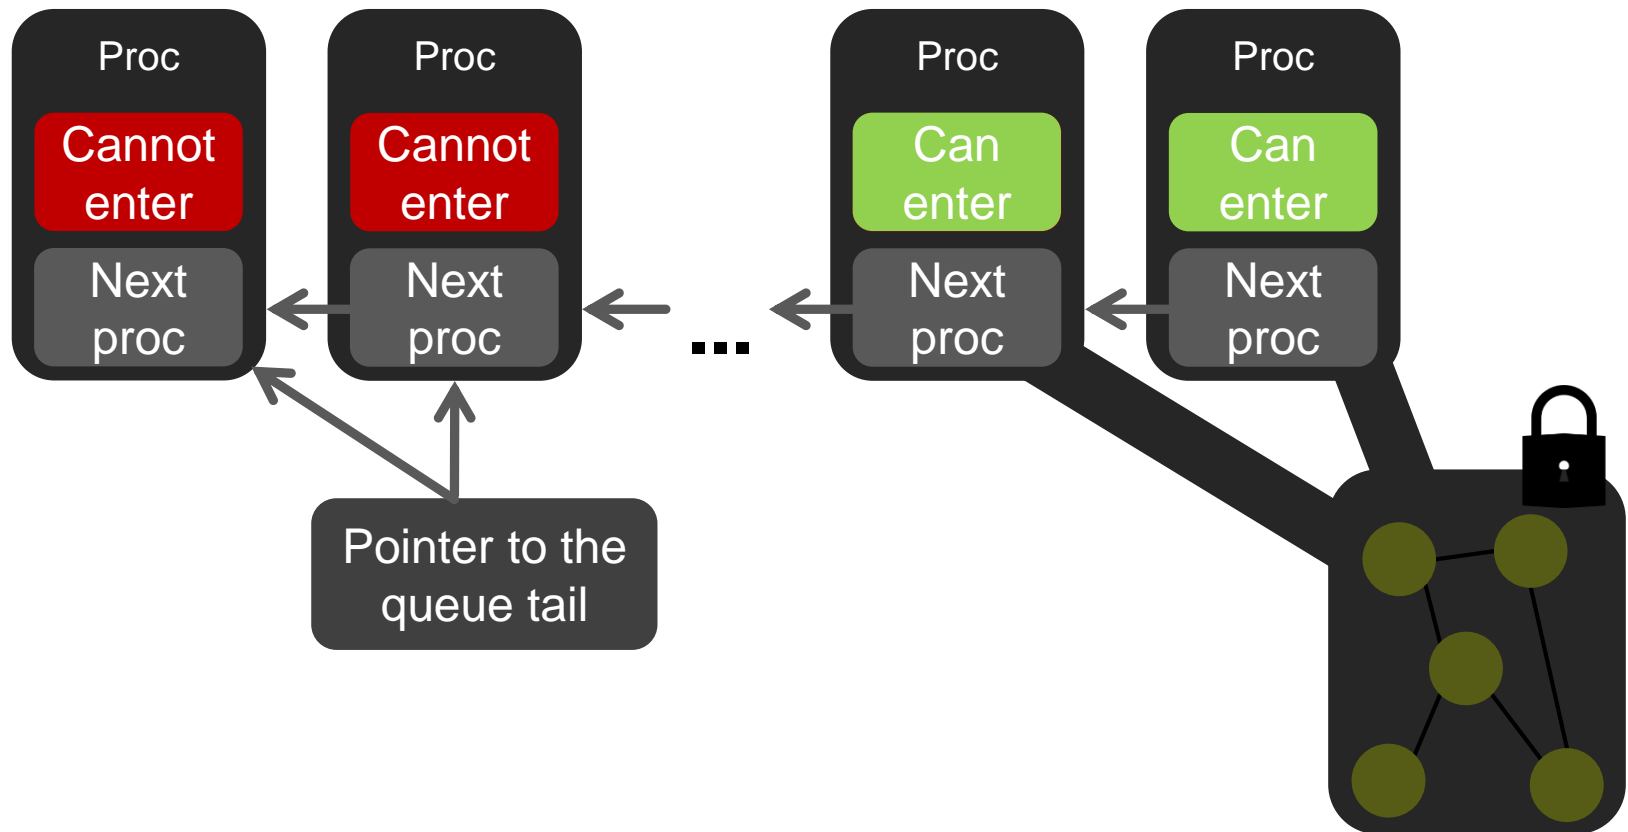 Proc
Cannot
enter
Next
proc
Proc
Cannot
enter
Next
proc
...
Proc
Can
enter
Next
proc
Proc
Can
enter
Next
proc
Pointer to the
queue tail